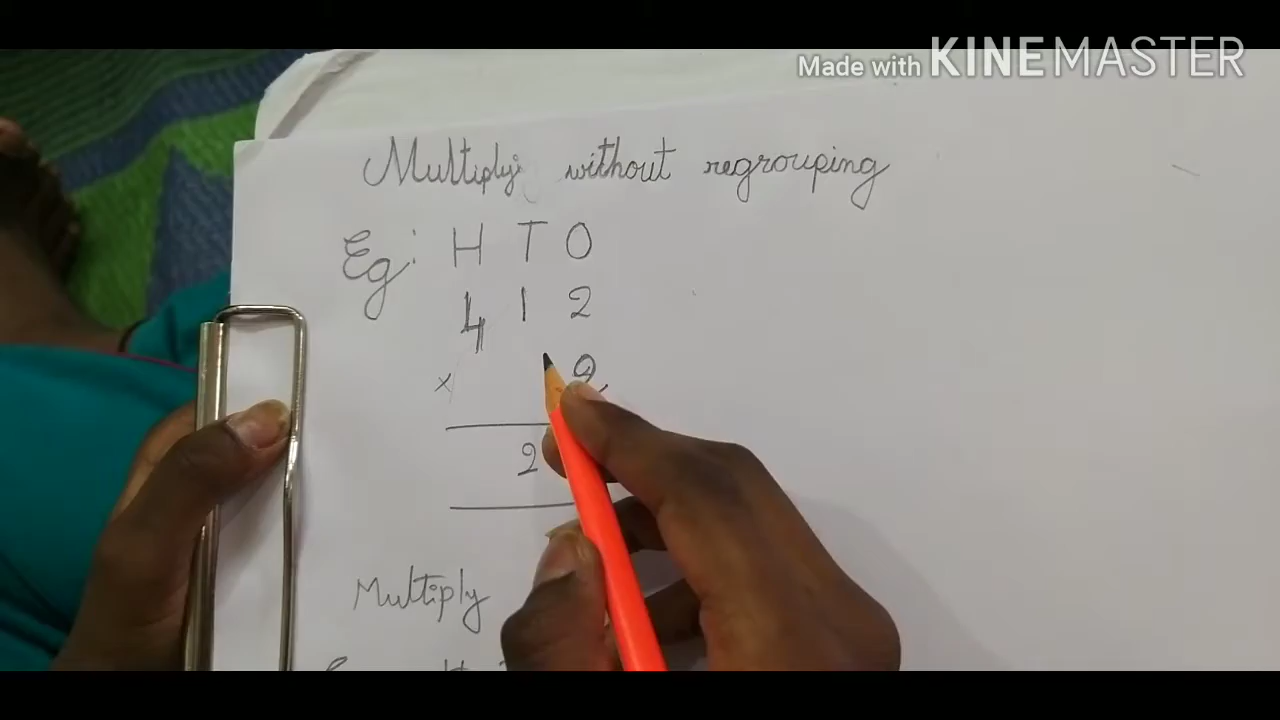 Made with KINEMASTER
Multiply: without regrouping
Eg: H T O
4 1 2
× 2
2
Multiply